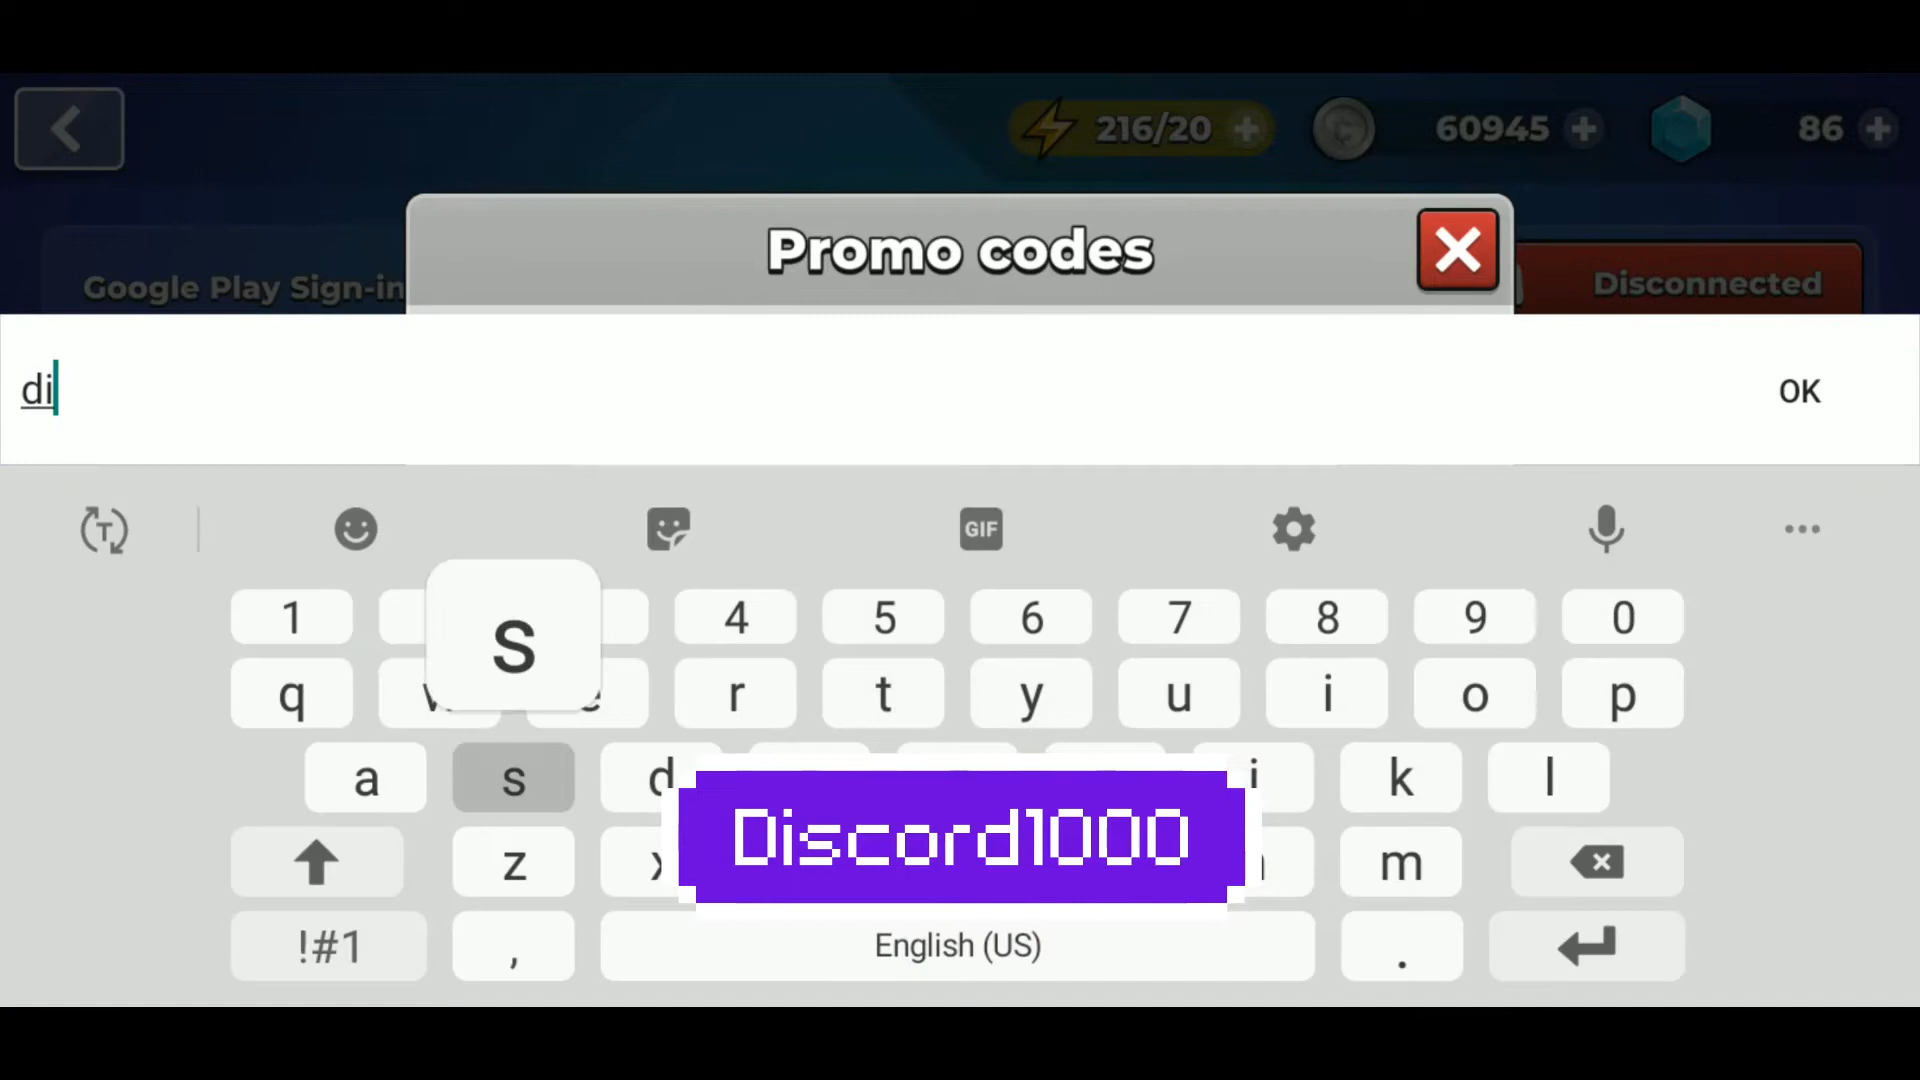 216/20
60945
86
Promo codes
Google Play Sign-in
Disconnected
di
OK
T
GIF
s
1 4 5 6 7 8 9 0
q r t y u i o p
a s d k l
z m
Discord1000
!#1 , English (US) .